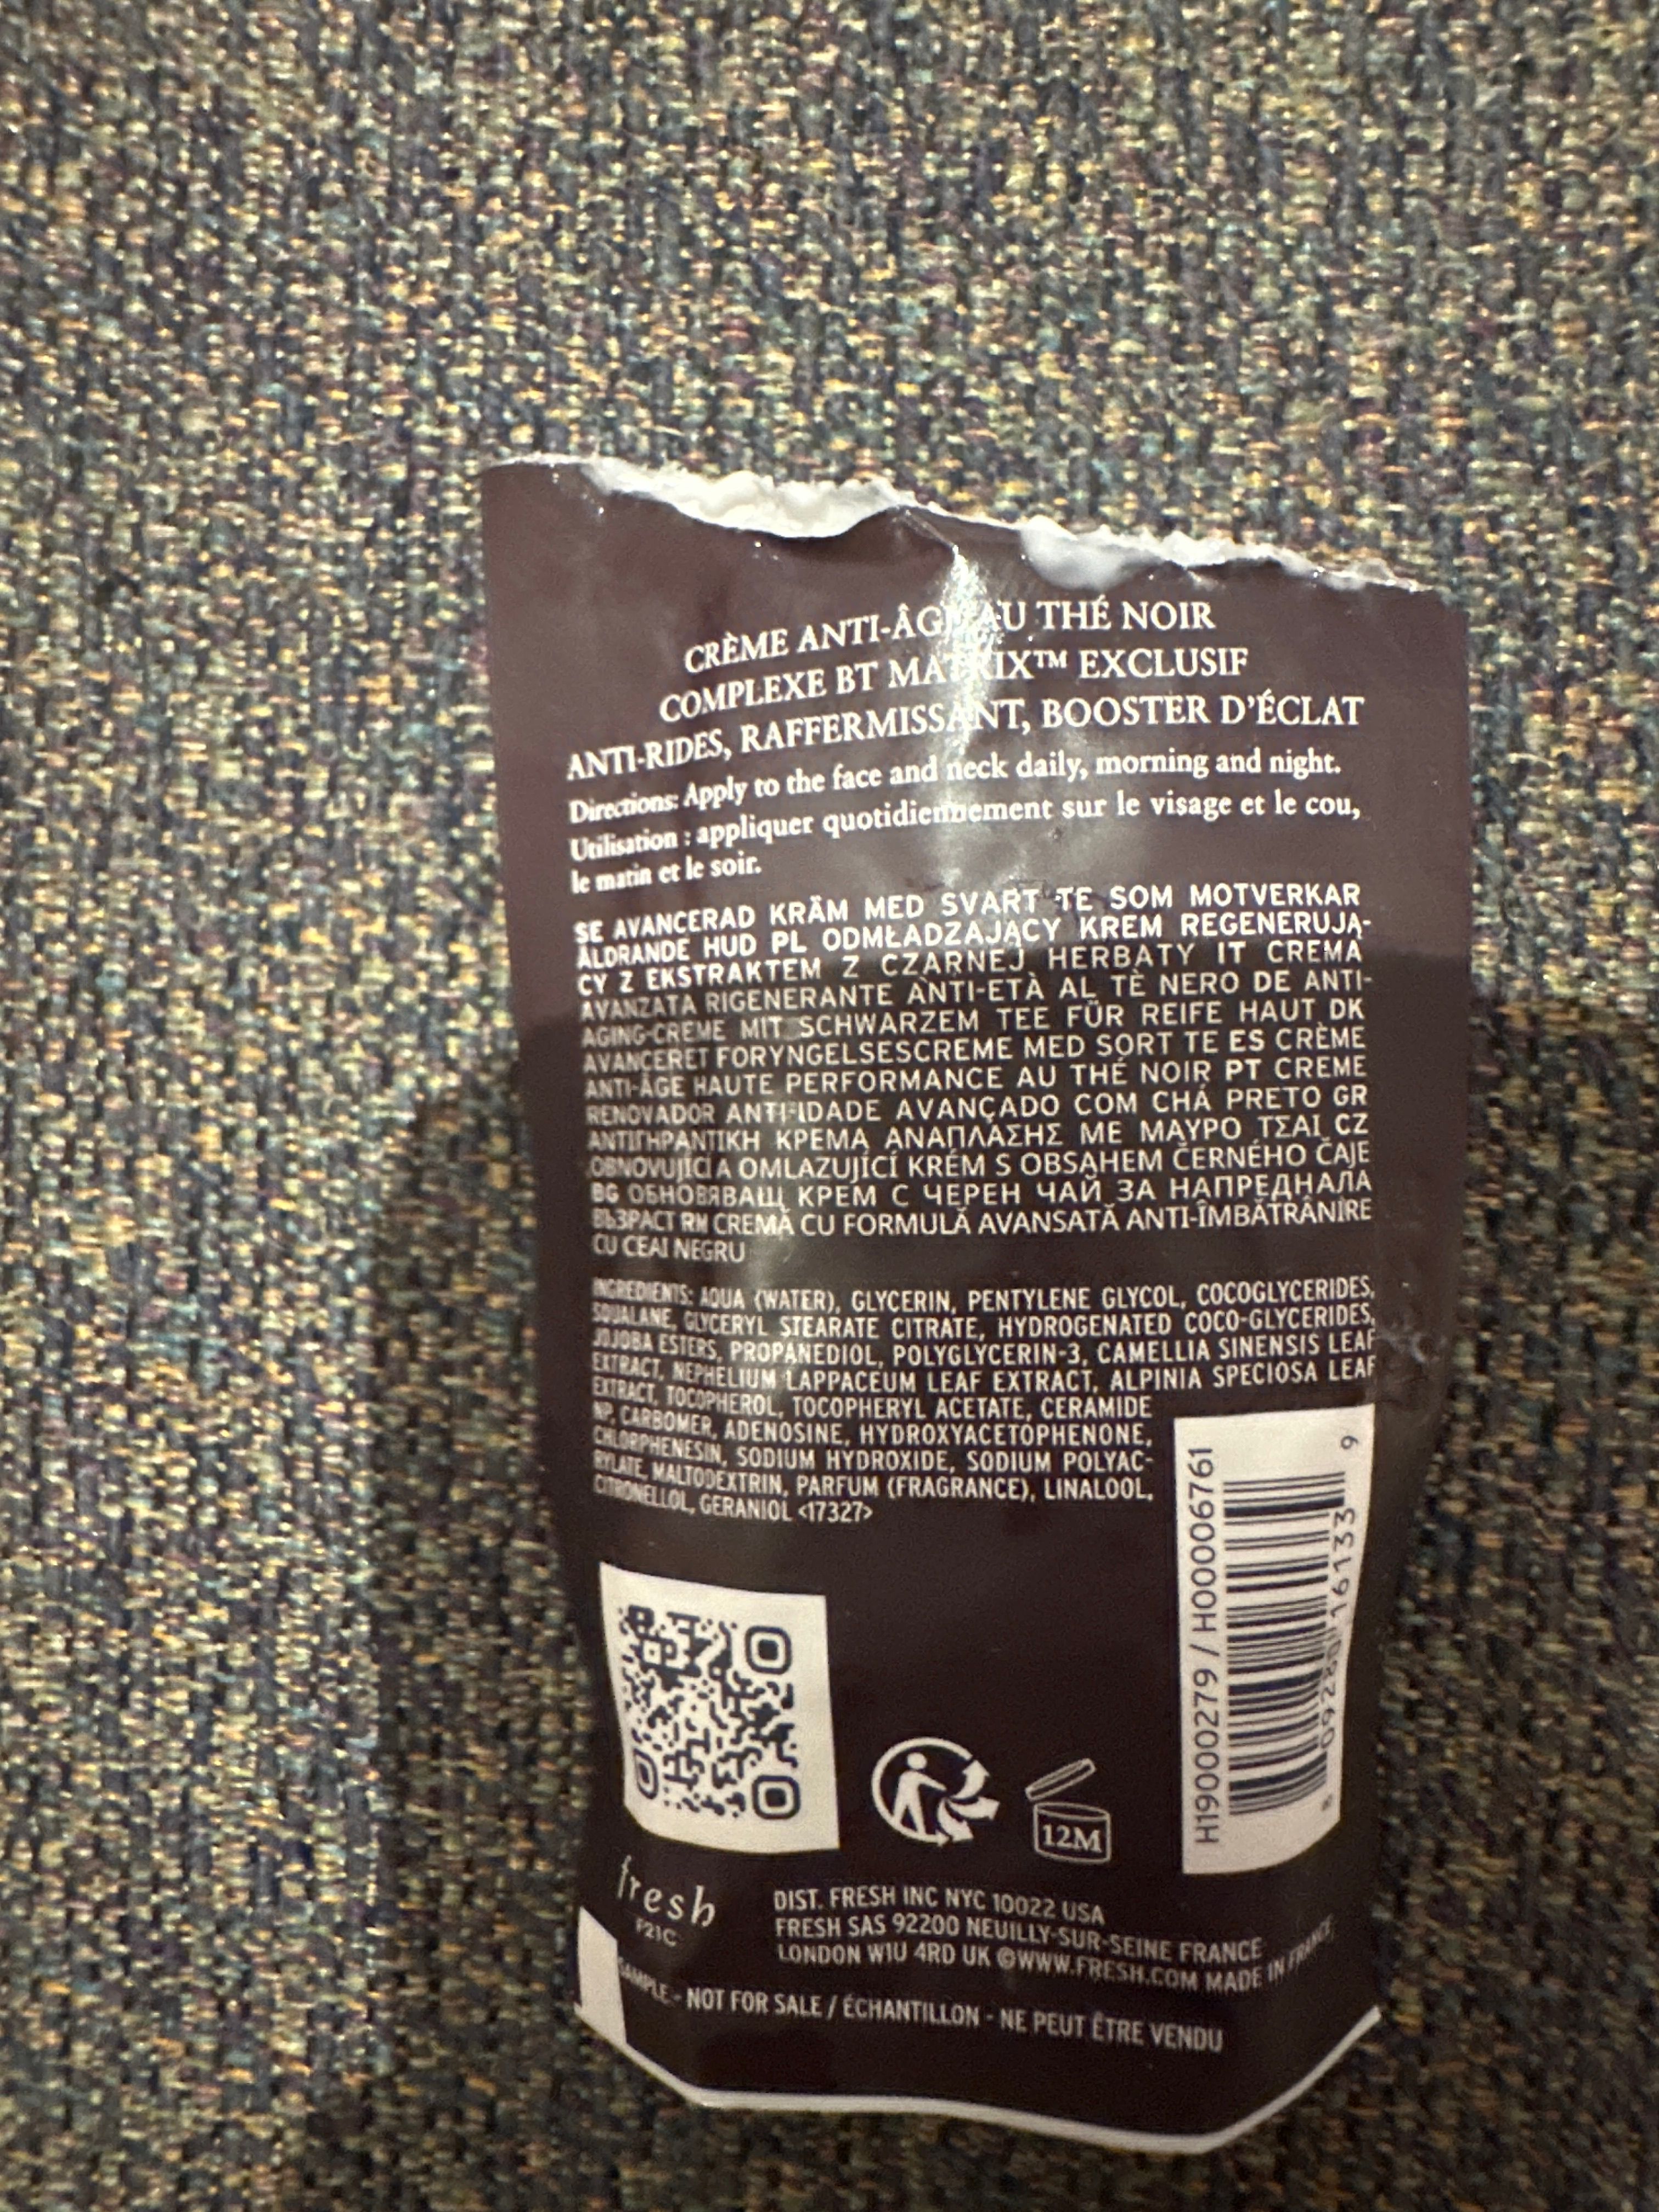 CRÈME ANTI-ÂGE AU THÉ NOIR
COMPLEXE BT MATRIX™ EXCLUSIF
ANTI-RIDES, RAFFERMISSANT, BOOSTER D'ÉCLAT
Directions: Apply to the face and neck daily, morning and night.
Utilisation : appliquer quotidiennement sur le visage et le cou,
le matin et le soir.
SE AVANCERAD KRÄM MED SVART TE SOM MOTVERKAR
ÅLDRANDE HUD PL ODMŁADZAJĄCY KREM REGENERUJĄ-
CY Z EKSTRAKTEM Z CZARNEJ HERBATY IT CREMA
AVANZATA RIGENERANTE ANTI-ETÀ AL TÈ NERO DE ANTI-
AGING-CREME MIT SCHWARZEM TEE FÜR REIFE HAUT DK
AVANCERET FORYNGELSESCREME MED SORT TE ES CRÈME
ANTI-ÂGE HAUTE PERFORMANCE AU THÉ NOIR PT CREME
RENOVADOR ANTI-IDADE AVANÇADO COM CHÁ PRETO GR
ΑΝΤΙΓΗΡΑΝΤΙΚΗ ΚΡΕΜΑ ΑΝΑΠΛΑΣΗΣ ΜΕ ΜΑΥΡΟ ΤΣΑΙ CZ
OBNOVUJÍCÍ A OMLAZUJÍCÍ KRÉM S OBSAHEM ČERNÉHO ČAJE
BG ОБНОВЯВАЩ КРЕМ С ЧЕРЕН ЧАЙ ЗА НАПРЕДНАЛА
ВЪЗРАСТ RM CREMĂ CU FORMULĂ AVANSATĂ ANTI-ÎMBĂTRÂNIRE
CU CEAI NEGRU
INGREDIENTS: AQUA (WATER), GLYCERIN, PENTYLENE GLYCOL, COCOGLYCERIDES,
SQUALANE, GLYCERYL STEARATE CITRATE, HYDROGENATED COCO-GLYCERIDES,
JOJOBA ESTERS, PROPANEDIOL, POLYGLYCERIN-3, CAMELLIA SINENSIS LEAF
EXTRACT, NEPHELIUM LAPPACEUM LEAF EXTRACT, ALPINIA SPECIOSA LEAF
EXTRACT, TOCOPHEROL, TOCOPHERYL ACETATE, CERAMIDE
NP, CARBOMER, ADENOSINE, HYDROXYACETOPHENONE,
CHLORPHENESIN, SODIUM HYDROXIDE, SODIUM POLYAC-
RYLATE, MALTODEXTRIN, PARFUM (FRAGRANCE), LINALOOL,
CITRONELLOL, GERANIOL <17327>
H19000279 / H00006761
12M
fresh
P21C
DIST. FRESH INC NYC 10022 USA
FRESH SAS 92200 NEUILLY-SUR-SEINE FRANCE
LONDON W1U 4RD UK ©WWW.FRESH.COM MADE IN FRANCE
SAMPLE - NOT FOR SALE / ÉCHANTILLON - NE PEUT ÊTRE VENDU